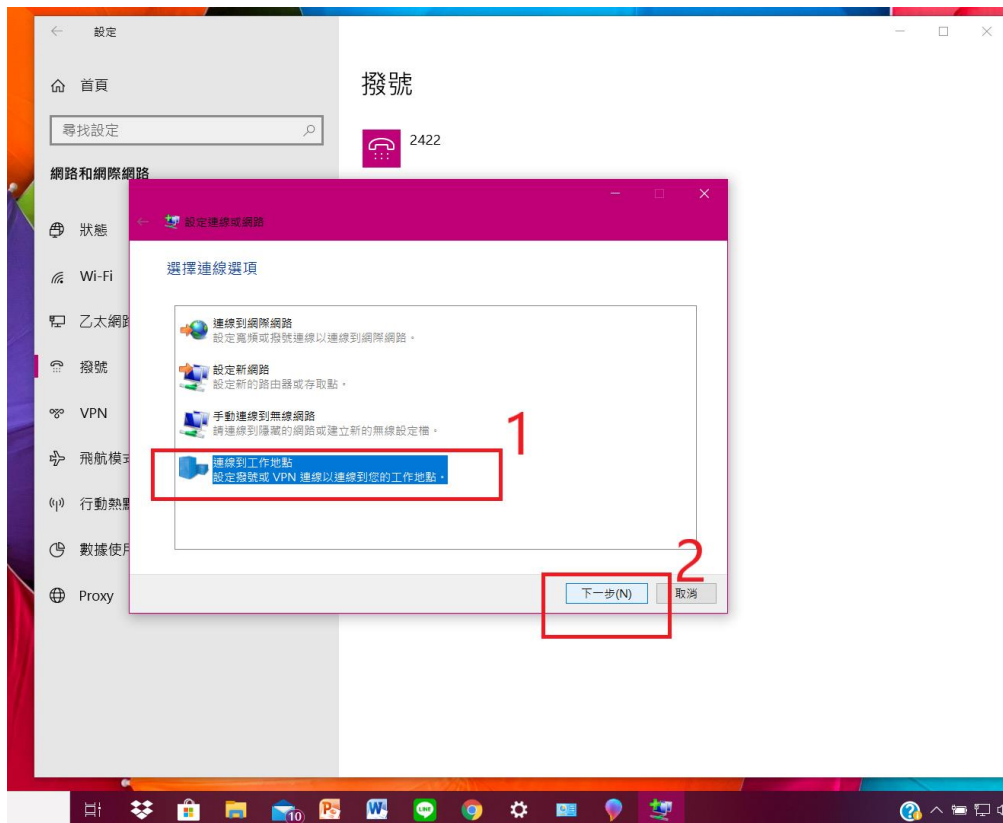 設定
首頁
尋找設定
網路和網際網路
狀態
Wi-Fi
乙太網路
撥號
VPN
飛航模式
行動熱點
數據使用
Proxy
撥號
2422
設定連線或網路
選擇連線選項
連線到網際網路
設定寬頻或撥號連線以連線到網際網路。
設定新網路
設定新的路由器或存取點。
手動連線到無線網路
請連線到隱藏的網路或建立新的無線設定檔。
1
連線到工作地點
設定撥號或 VPN 連線以連線到您的工作地點。
2
下一步(N)
取消
10
LINE